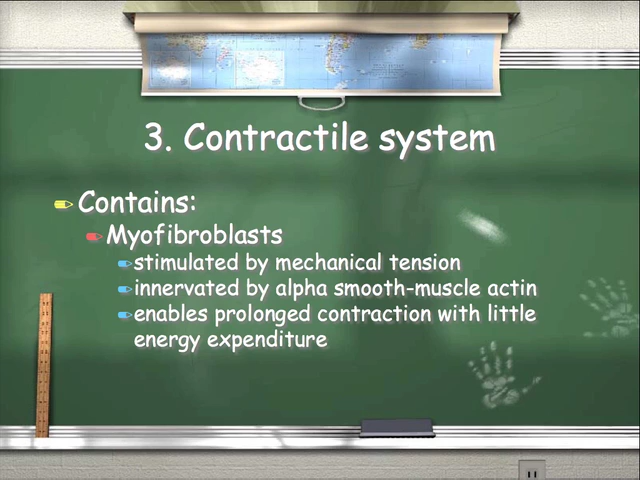 3. Contractile system
Contains:
Myofibroblasts
stimulated by mechanical tension
innervated by alpha smooth-muscle actin
enables prolonged contraction with little
energy expenditure